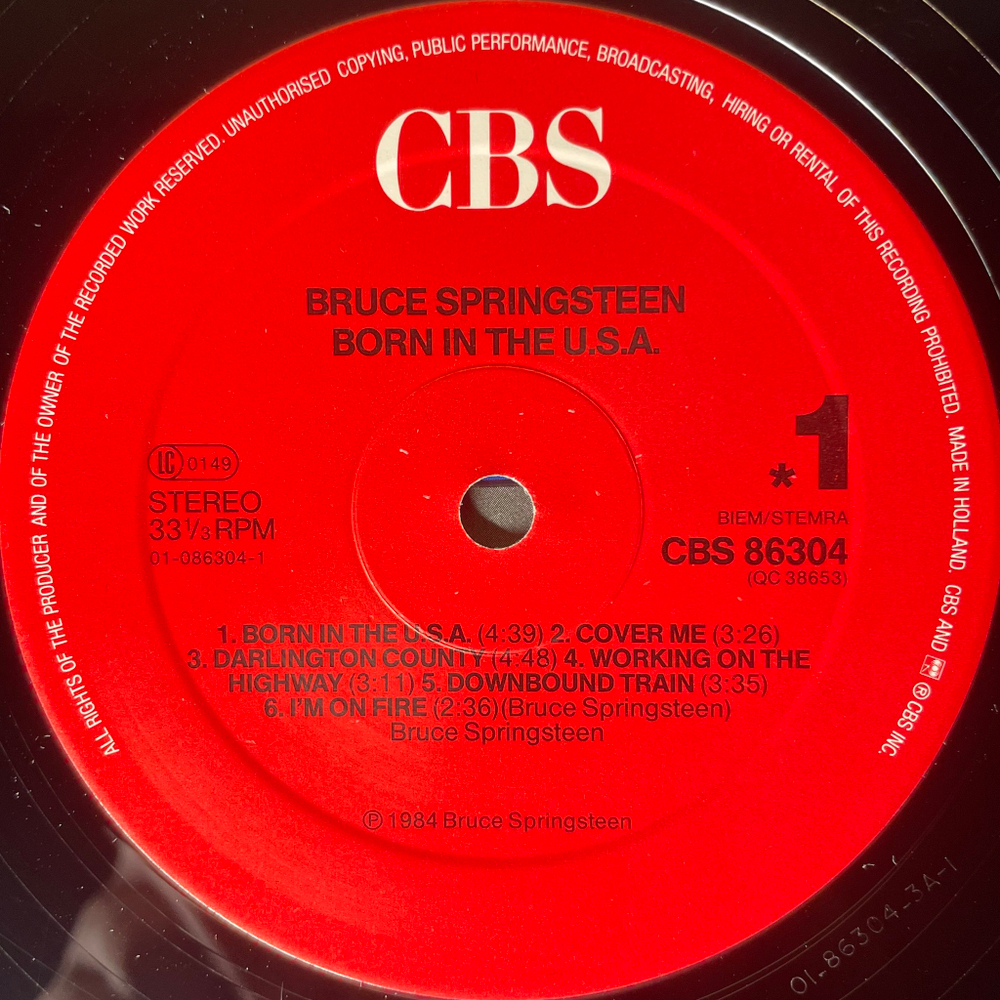 ALL RIGHTS OF THE PRODUCER AND OF THE OWNER OF THE RECORDED WORK RESERVED. UNAUTHORISED COPYING, PUBLIC PERFORMANCE, BROADCASTING, HIRING OR RENTAL OF THIS RECORDING PROHIBITED. MADE IN HOLLAND. CBS AND ® CBS INC.
CBS
BRUCE SPRINGSTEEN
BORN IN THE U.S.A.
*1
LC 0149
STEREO
33 1/3 RPM
01-086304-1
BIEM/STEMRA
CBS 86304
(QC 38653)
1. BORN IN THE U.S.A. (4:39) 2. COVER ME (3:26)
3. DARLINGTON COUNTY (4:48) 4. WORKING ON THE
HIGHWAY (3:11) 5. DOWNBOUND TRAIN (3:35)
6. I'M ON FIRE (2:36) (Bruce Springsteen)
Bruce Springsteen
℗ 1984 Bruce Springsteen
01-86304-3A-1